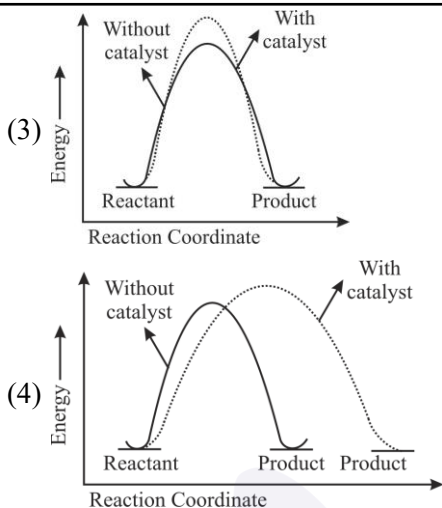 (3)
Energy
Without
catalyst
With
catalyst
Reactant
Product
Reaction Coordinate
(4)
Energy
Without
catalyst
With
catalyst
Reactant
Product
Product
Reaction Coordinate